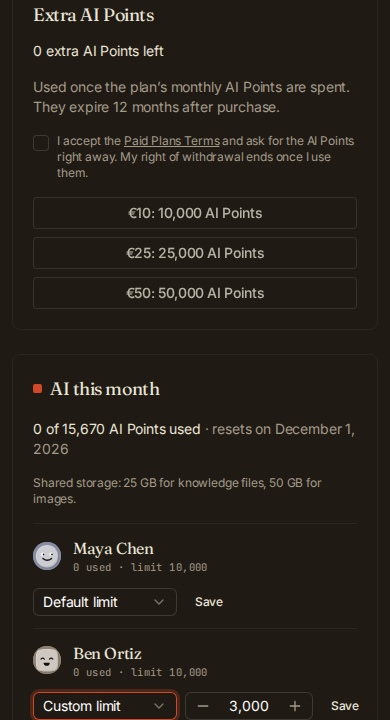 Extra AI Points
0 extra AI Points left
Used once the plan's monthly AI Points are spent.
They expire 12 months after purchase.
I accept the Paid Plans Terms and ask for the AI Points
right away. My right of withdrawal ends once I use
them.
€10: 10,000 AI Points
€25: 25,000 AI Points
€50: 50,000 AI Points
AI this month
0 of 15,670 AI Points used · resets on December 1,
2026
Shared storage: 25 GB for knowledge files, 50 GB for
images.
Maya Chen
0 used · limit 10,000
Default limit Save
Ben Ortiz
0 used · limit 10,000
Custom limit − 3,000 + Save